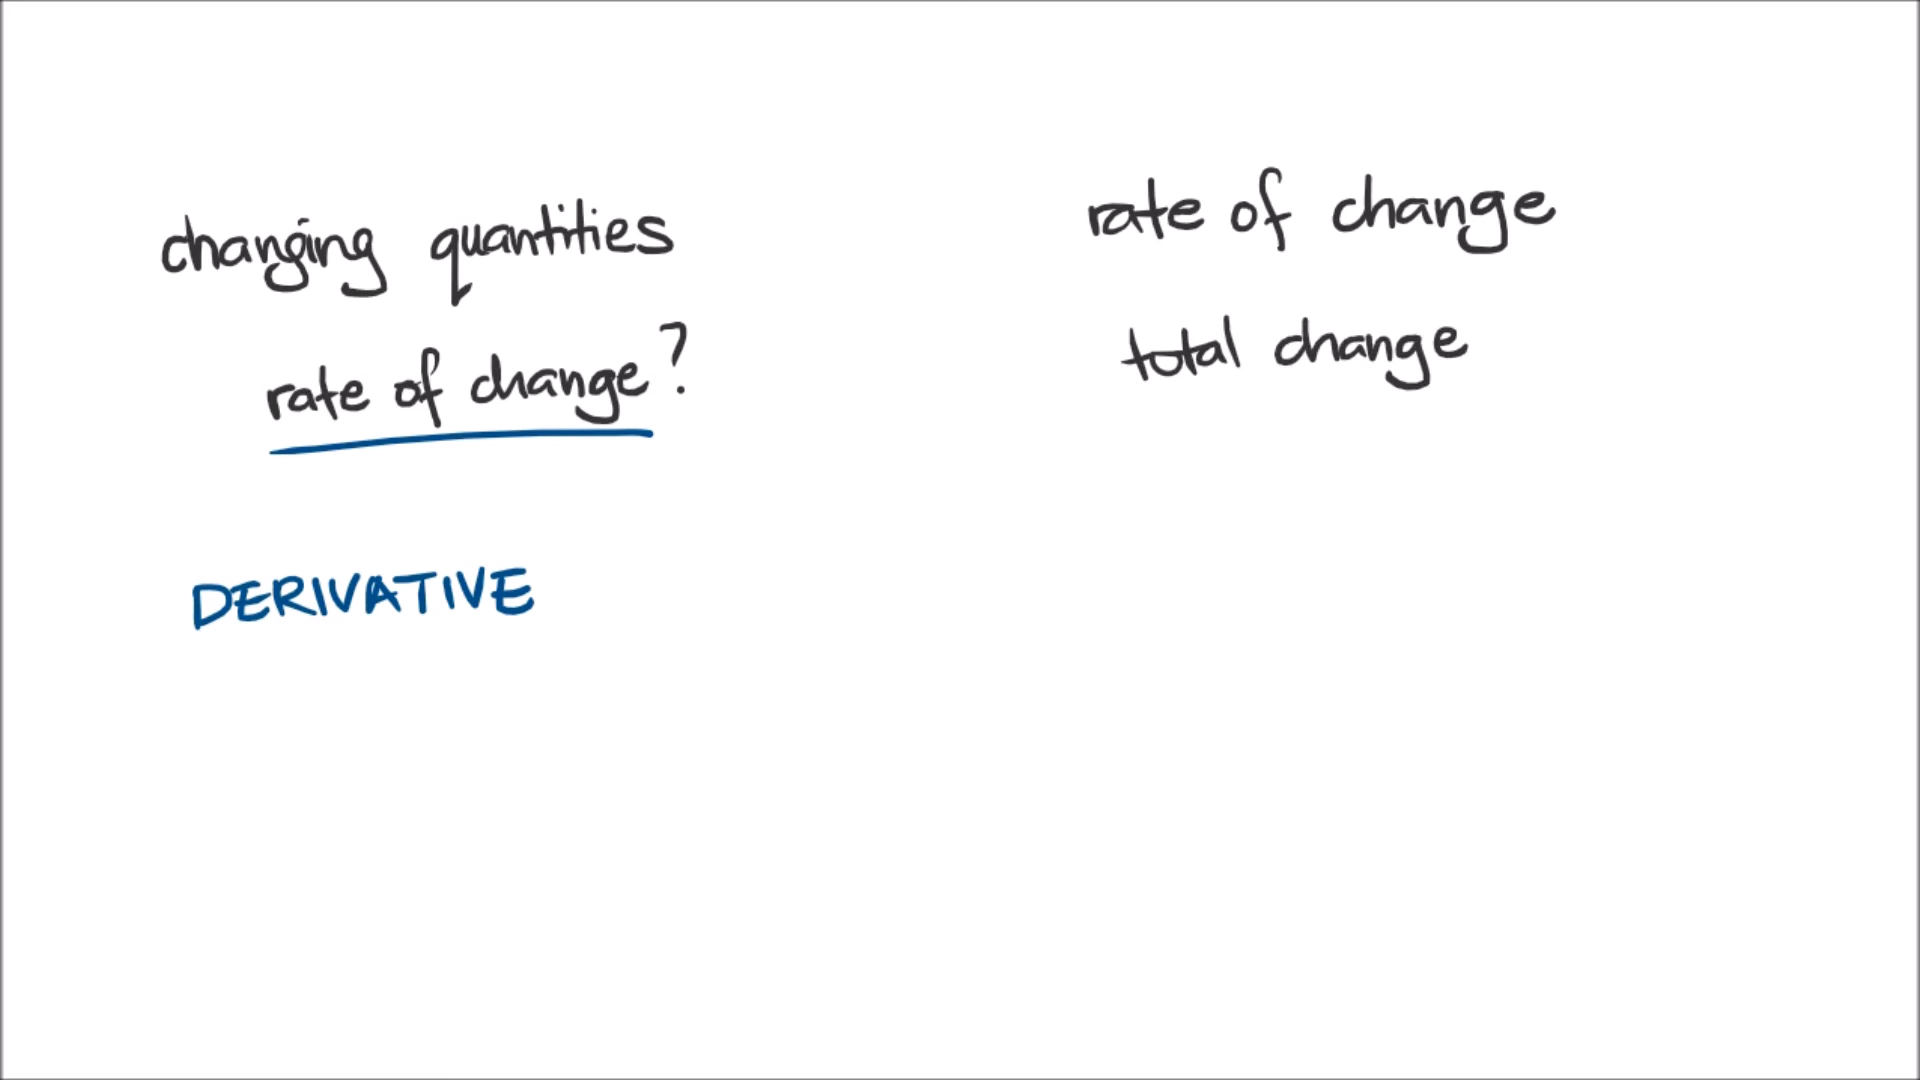 changing quantities
rate of change?
DERIVATIVE
rate of change
total change